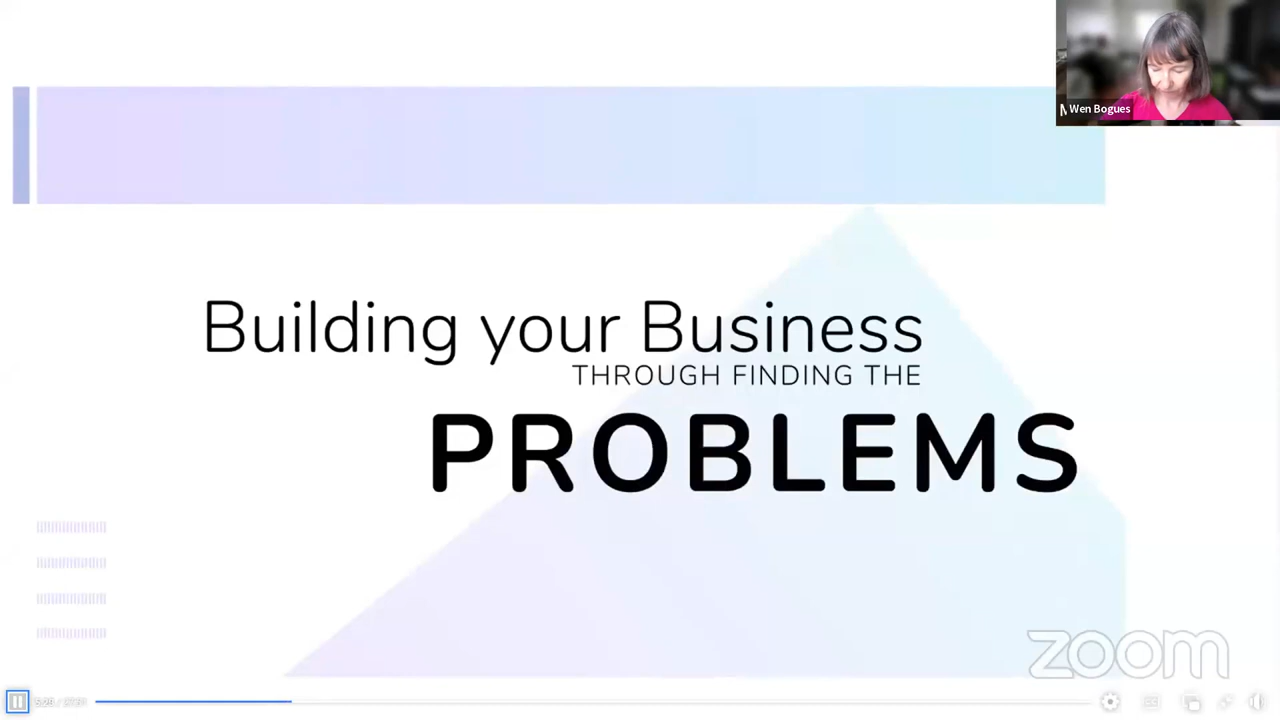 Wen Bogues
Building your Business
THROUGH FINDING THE
PROBLEMS
zoom